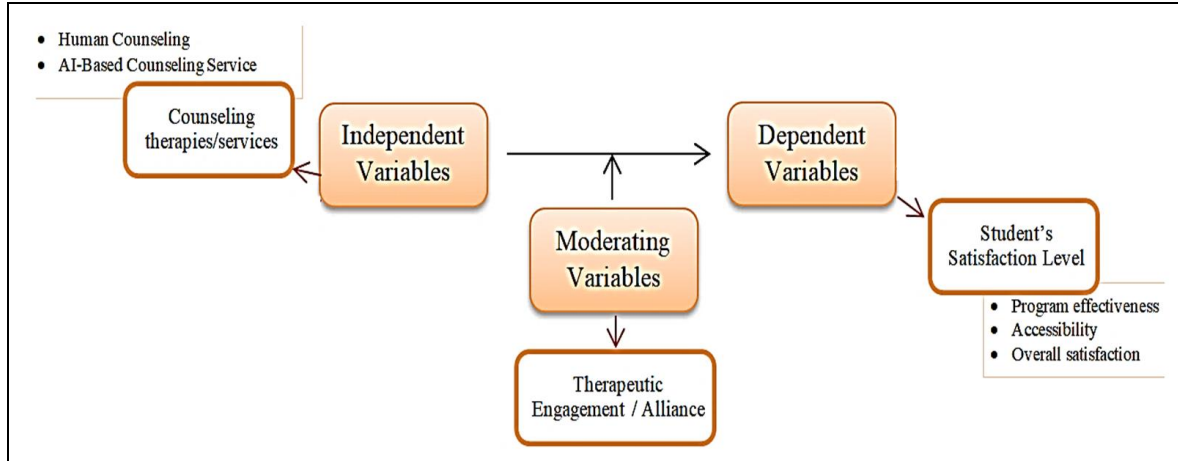 • Human Counseling
• AI-Based Counseling Service
Counseling
therapies/services
Independent
Variables
Dependent
Variables
Moderating
Variables
Student’s
Satisfaction Level
• Program effectiveness
• Accessibility
• Overall satisfaction
Therapeutic
Engagement / Alliance